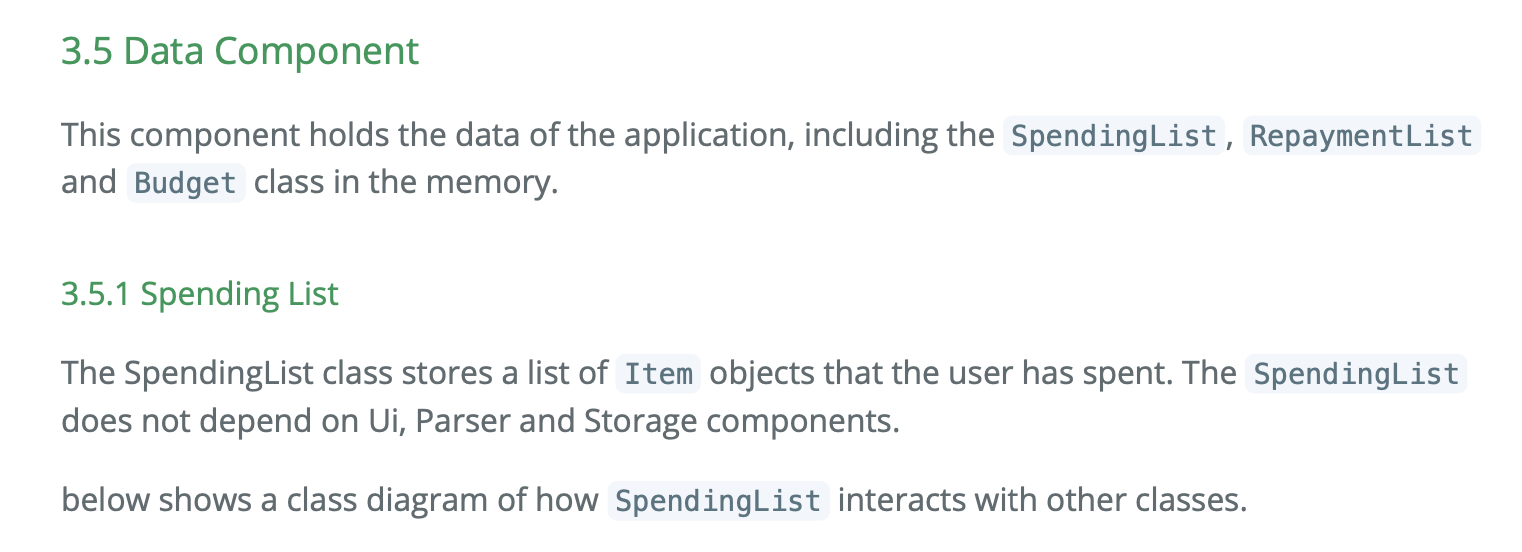 3.5 Data Component
This component holds the data of the application, including the SpendingList, RepaymentList
and Budget class in the memory.
3.5.1 Spending List
The SpendingList class stores a list of Item objects that the user has spent. The SpendingList
does not depend on Ui, Parser and Storage components.
below shows a class diagram of how SpendingList interacts with other classes.